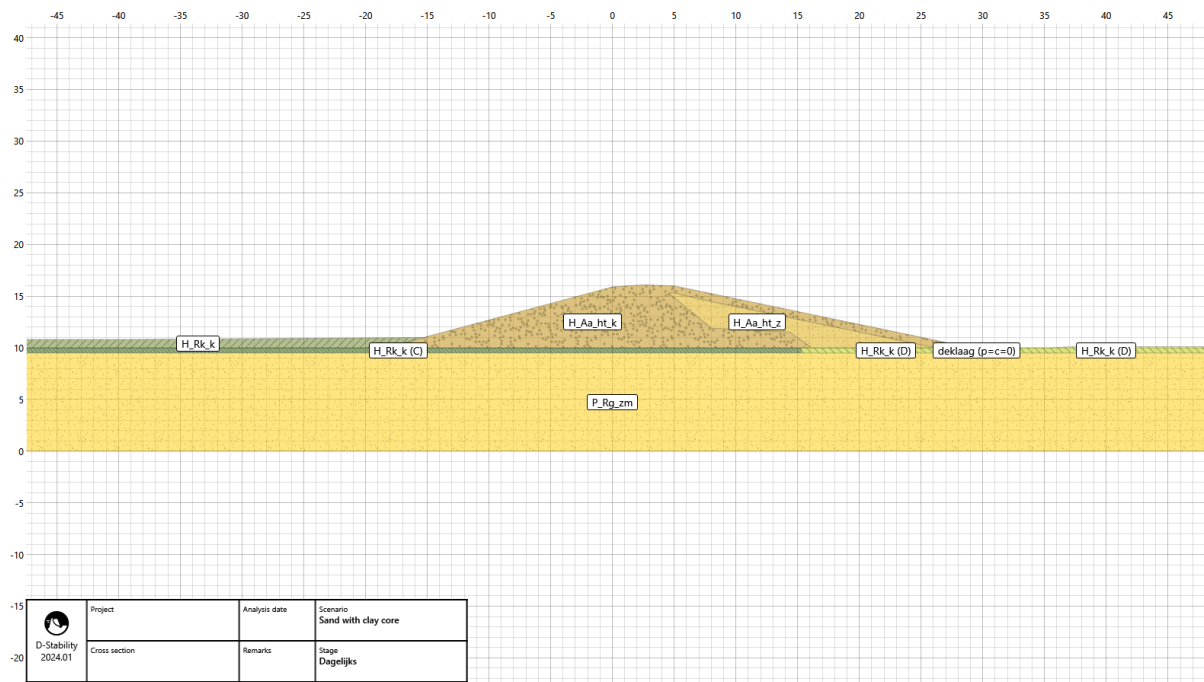 -45 -40 -35 -30 -25 -20 -15 -10 -5 0 5 10 15 20 25 30 35 40 45
40
35
30
25
20
15
H_Aa_ht_k H_Aa_ht_z
H_Rk_k
10
H_Rk_k (C) H_Rk_k (D) deklaag (p=c=0) H_Rk_k (D)
5
P_Rg_zm
0
-5
-10
-15
-20
D-Stability
2024.01
Project
Analysis date
Scenario
Sand with clay core
Cross section
Remarks
Stage
Dagelijks